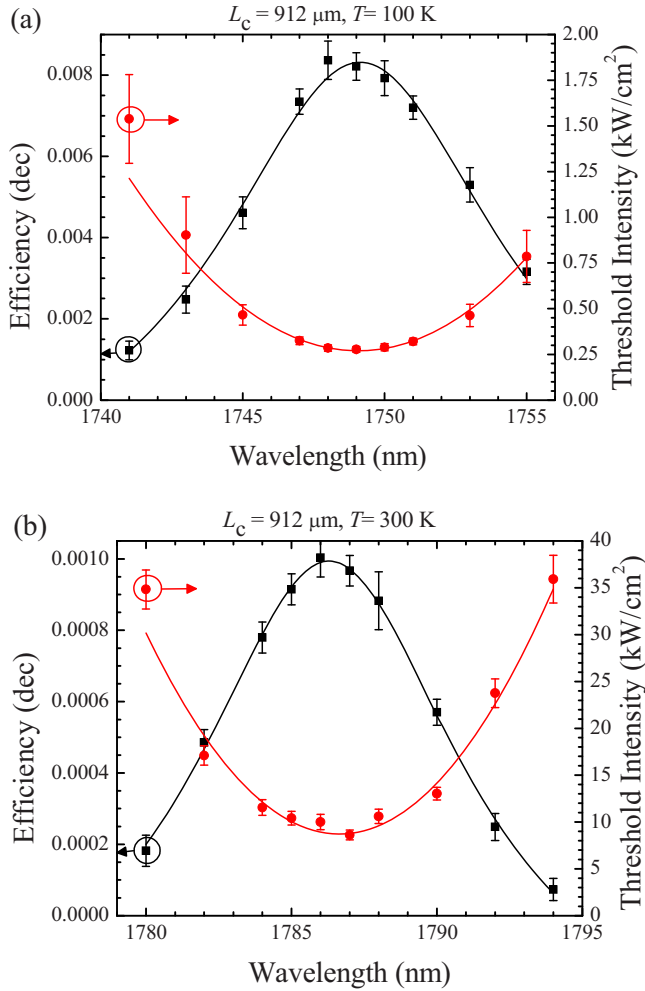 (a)
L_c = 912 μm, T= 100 K
Efficiency (dec)
0.008
0.006
0.004
0.002
0.000
2.00
1.75
1.50
1.25
1.00
0.75
0.50
0.25
0.00
Threshold Intensity (kW/cm²)
1740 1745 1750 1755
Wavelength (nm)
(b)
L_c = 912 μm, T= 300 K
Efficiency (dec)
0.0010
0.0008
0.0006
0.0004
0.0002
0.0000
40
35
30
25
20
15
10
5
0
Threshold Intensity (kW/cm²)
1780 1785 1790 1795
Wavelength (nm)